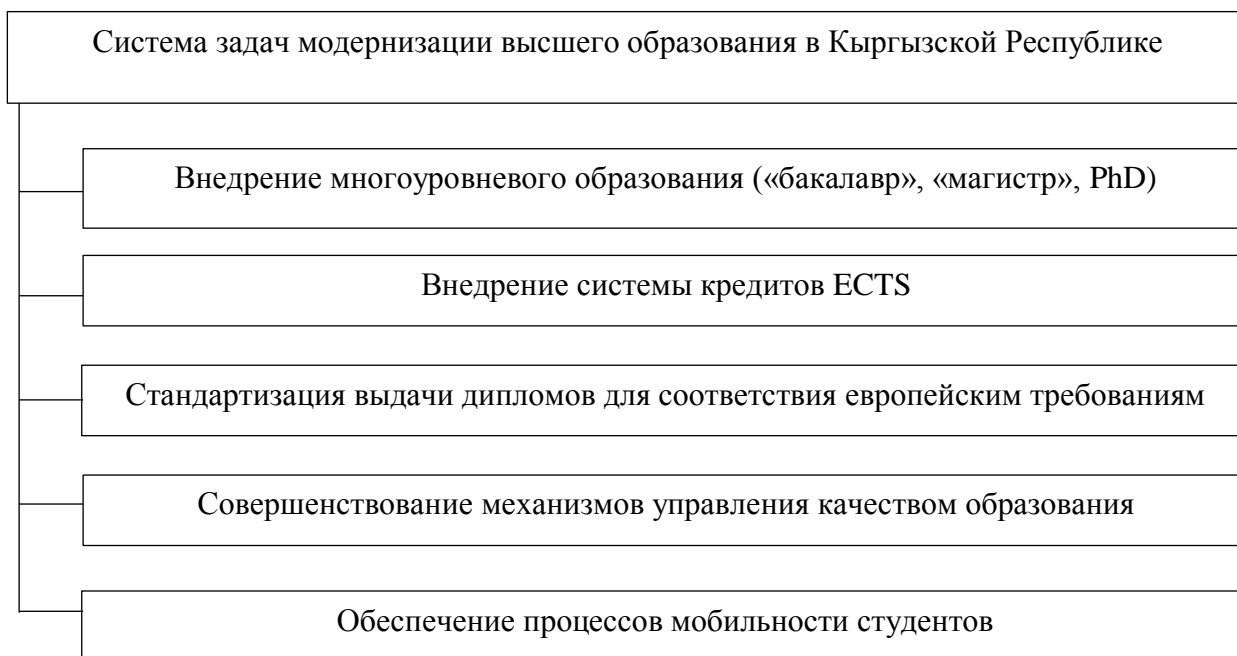 Система задач модернизации высшего образования в Кыргызской Республике
Внедрение многоуровневого образования («бакалавр», «магистр», PhD)
Внедрение системы кредитов ECTS
Стандартизация выдачи дипломов для соответствия европейским требованиям
Совершенствование механизмов управления качеством образования
Обеспечение процессов мобильности студентов